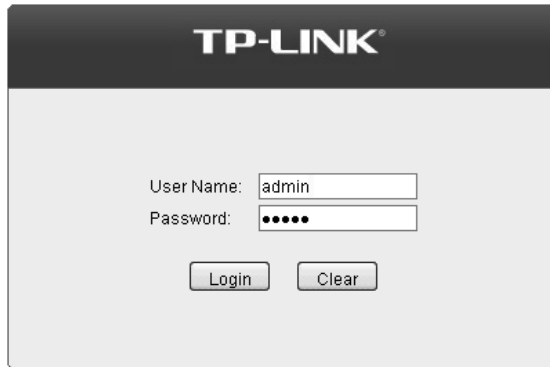 TP-LINK®
User Name: admin
Password: •••••
Login Clear